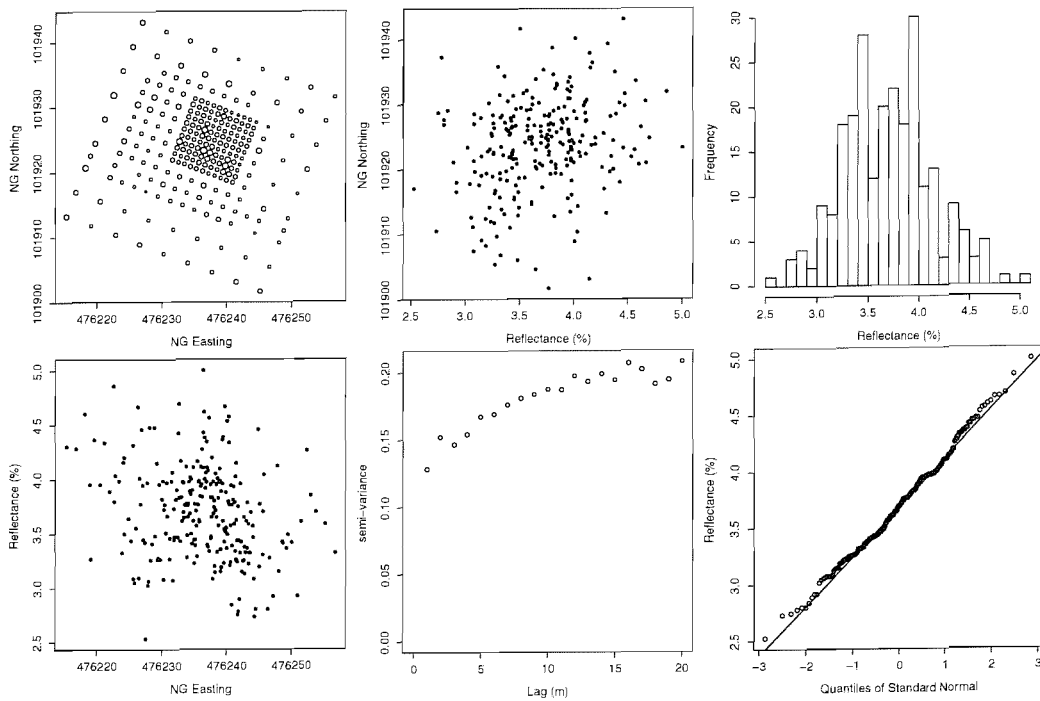 NG Northing
101900 101910 101920 101930 101940
476220 476230 476240 476250
NG Easting
NG Northing
101900 101910 101920 101930 101940
2.5 3.0 3.5 4.0 4.5 5.0
Reflectance (%)
Frequency
0 5 10 15 20 25 30
2.5 3.0 3.5 4.0 4.5 5.0
Reflectance (%)
Reflectance (%)
2.5 3.0 3.5 4.0 4.5 5.0
476220 476230 476240 476250
NG Easting
semi-variance
0.00 0.05 0.10 0.15 0.20
0 5 10 15 20
Lag (m)
Reflectance (%)
2.5 3.0 3.5 4.0 4.5 5.0
-3 -2 -1 0 1 2 3
Quantiles of Standard Normal